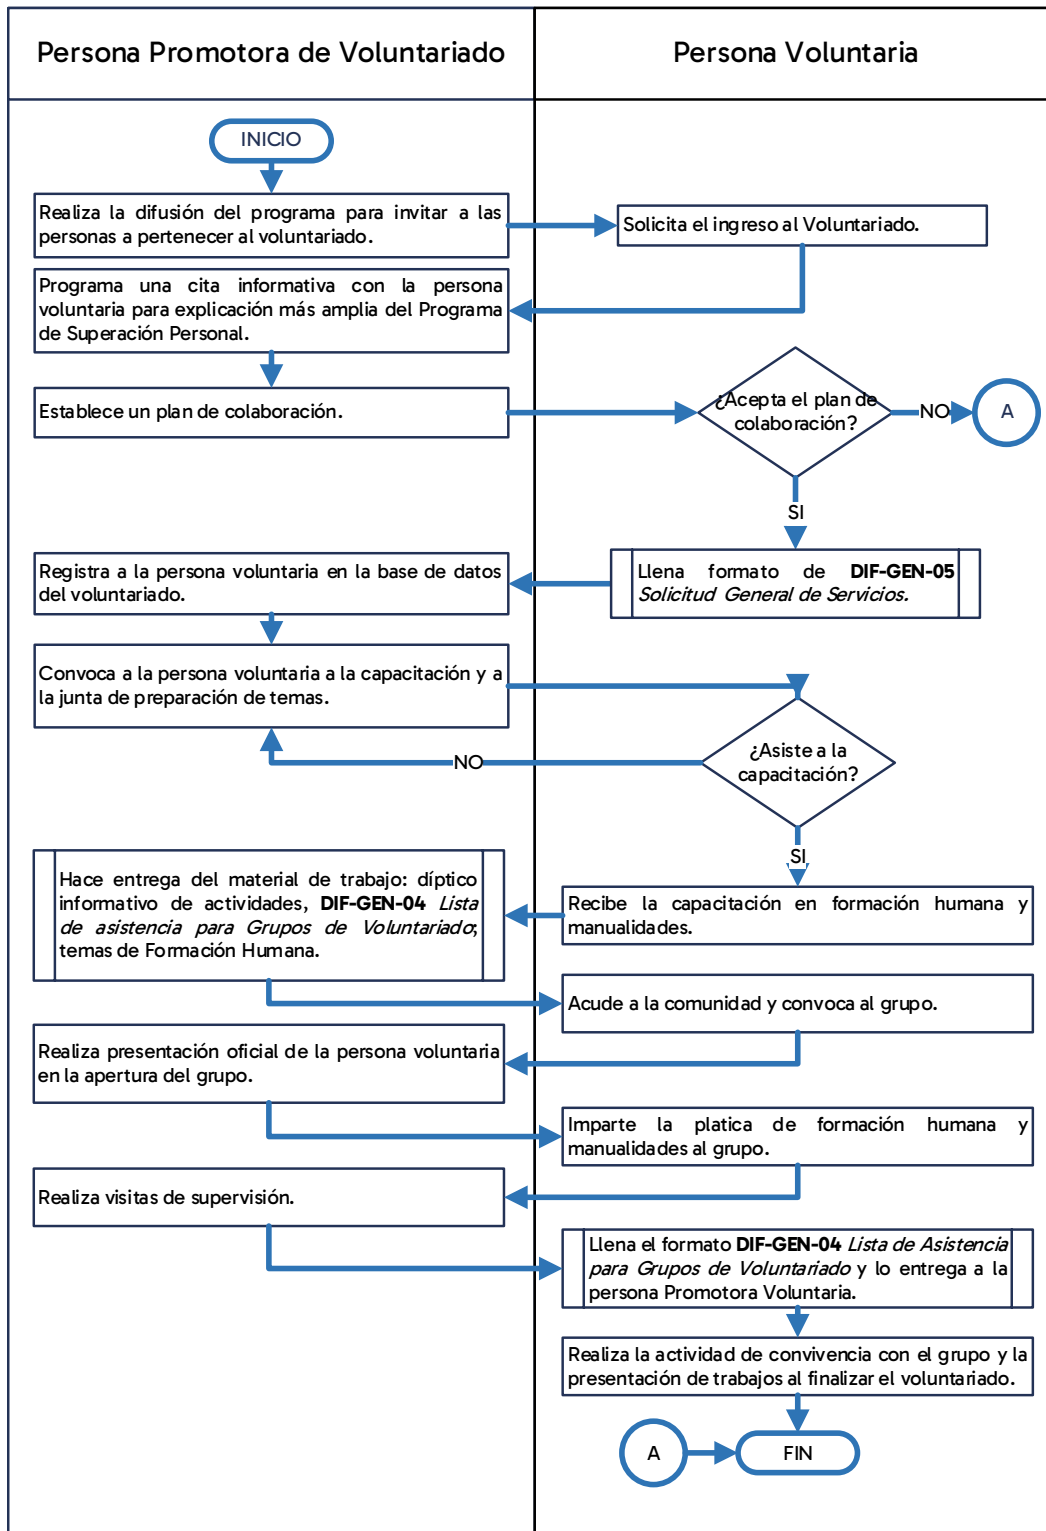 Persona Promotora de Voluntariado
Persona Voluntaria
INICIO
Realiza la difusión del programa para invitar a las
personas a pertenecer al voluntariado.
Solicita el ingreso al Voluntariado.
Programa una cita informativa con la persona
voluntaria para explicación más amplia del Programa
de Superación Personal.
Establece un plan de colaboración.
¿Acepta el plan de
colaboración?
NO
A
SI
Llena formato de DIF-GEN-05
Solicitud General de Servicios.
Registra a la persona voluntaria en la base de datos
del voluntariado.
Convoca a la persona voluntaria a la capacitación y a
la junta de preparación de temas.
¿Asiste a la
capacitación?
NO
SI
Recibe la capacitación en formación humana y
manualidades.
Hace entrega del material de trabajo: díptico
informativo de actividades, DIF-GEN-04 Lista
de asistencia para Grupos de Voluntariado;
temas de Formación Humana.
Acude a la comunidad y convoca al grupo.
Realiza presentación oficial de la persona voluntaria
en la apertura del grupo.
Imparte la platica de formación humana y
manualidades al grupo.
Realiza visitas de supervisión.
Llena el formato DIF-GEN-04 Lista de Asistencia
para Grupos de Voluntariado y lo entrega a la
persona Promotora Voluntaria.
Realiza la actividad de convivencia con el grupo y la
presentación de trabajos al finalizar el voluntariado.
A
FIN